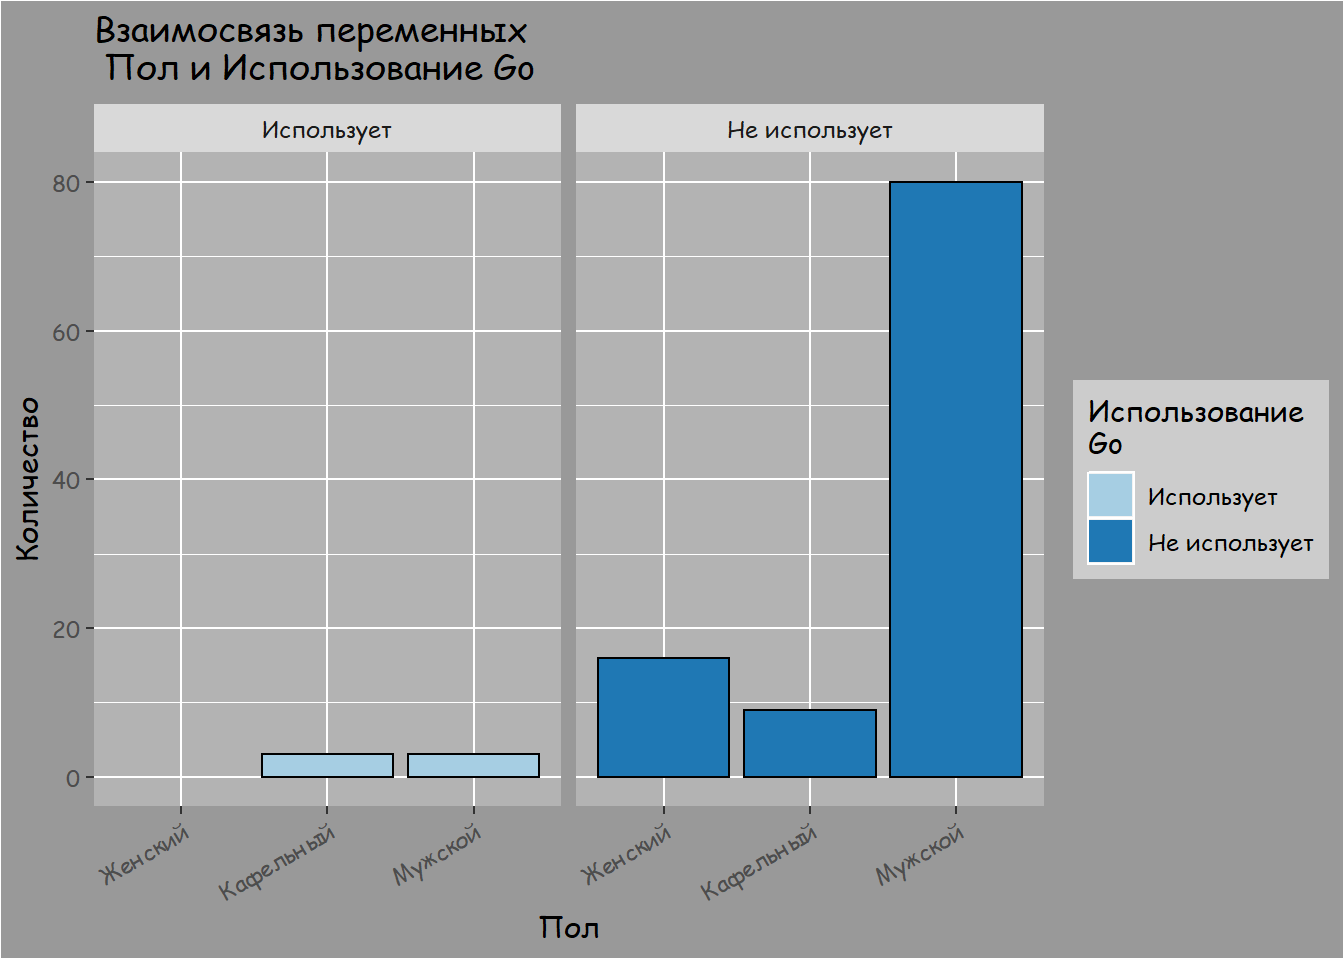 Взаимосвязь переменных
Пол и Использование Go
Использует
Не использует
Количество
80
60
40
20
0
Женский
Кафельный
Мужской
Женский
Кафельный
Мужской
Пол
Использование
Go
Использует
Не использует